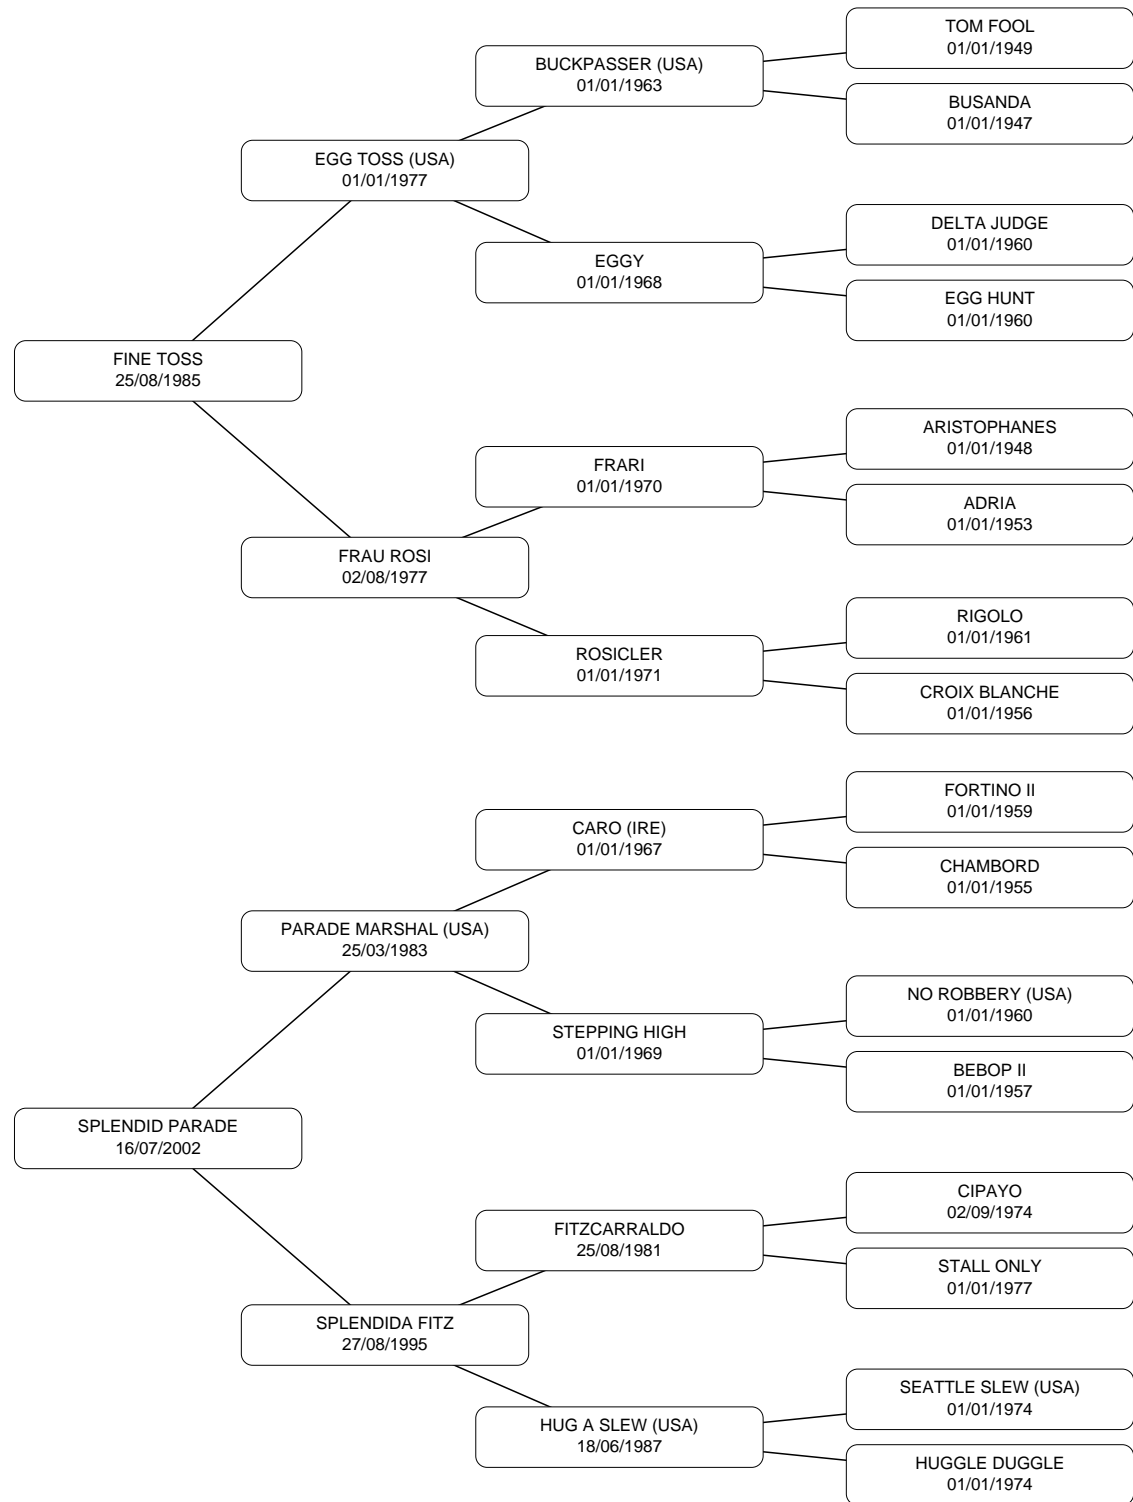 TOM FOOL
01/01/1949
BUCKPASSER (USA)
01/01/1963
BUSANDA
01/01/1947
EGG TOSS (USA)
01/01/1977
DELTA JUDGE
01/01/1960
EGGY
01/01/1968
EGG HUNT
01/01/1960
FINE TOSS
25/08/1985
ARISTOPHANES
01/01/1948
FRARI
01/01/1970
ADRIA
01/01/1953
FRAU ROSI
02/08/1977
RIGOLO
01/01/1961
ROSICLER
01/01/1971
CROIX BLANCHE
01/01/1956
FORTINO II
01/01/1959
CARO (IRE)
01/01/1967
CHAMBORD
01/01/1955
PARADE MARSHAL (USA)
25/03/1983
NO ROBBERY (USA)
01/01/1960
STEPPING HIGH
01/01/1969
BEBOP II
01/01/1957
SPLENDID PARADE
16/07/2002
CIPAYO
02/09/1974
FITZCARRALDO
25/08/1981
STALL ONLY
01/01/1977
SPLENDIDA FITZ
27/08/1995
SEATTLE SLEW (USA)
01/01/1974
HUG A SLEW (USA)
18/06/1987
HUGGLE DUGGLE
01/01/1974